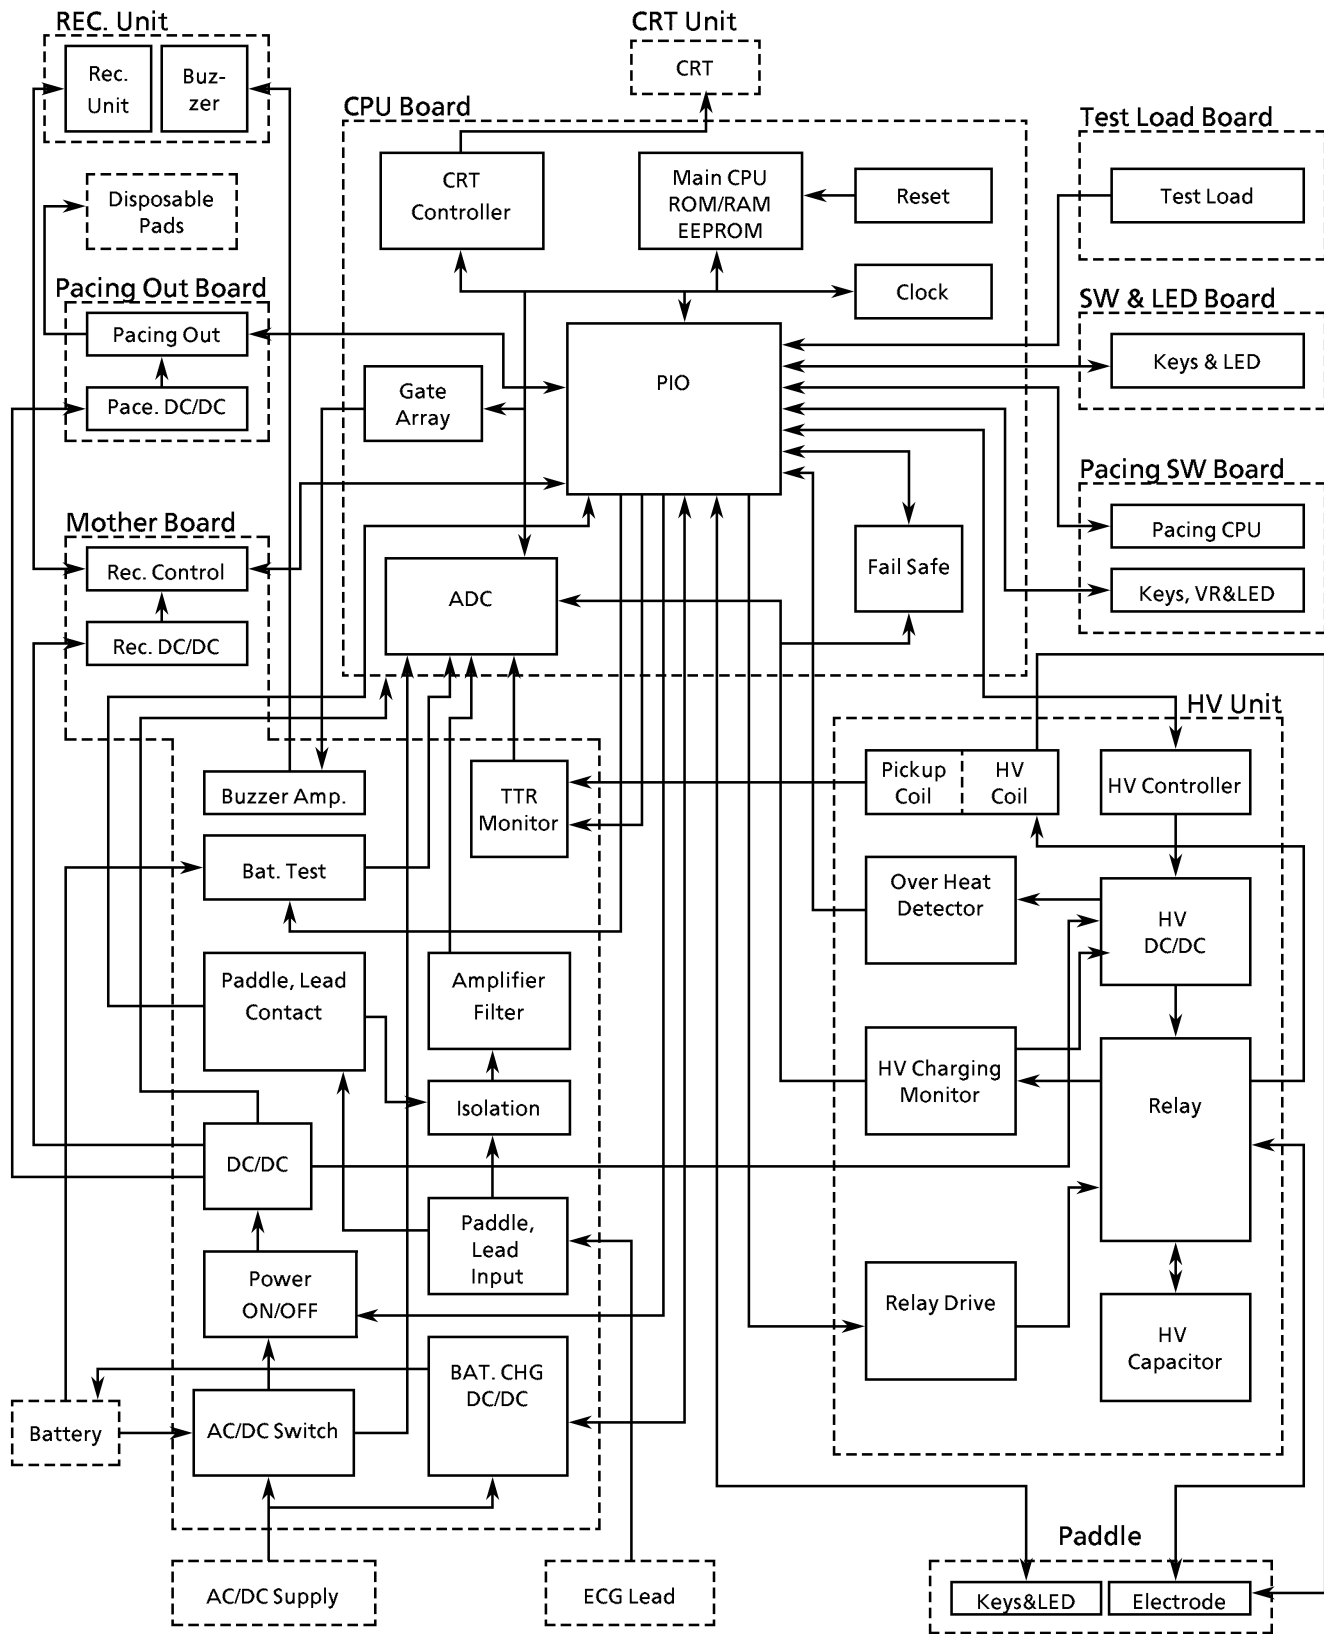 REC. Unit
Rec.
Unit
Buz-
zer
CRT Unit
CRT
CPU Board
CRT
Controller
Main CPU
ROM/RAM
EEPROM
Reset
Clock
Test Load Board
Test Load
Disposable
Pads
Pacing Out Board
Pacing Out
Pace. DC/DC
Gate
Array
PIO
SW & LED Board
Keys & LED
Pacing SW Board
Pacing CPU
Keys, VR&LED
Mother Board
Rec. Control
Rec. DC/DC
ADC
Fail Safe
HV Unit
Buzzer Amp.
TTR
Monitor
Pickup
Coil
HV
Coil
HV Controller
Bat. Test
Over Heat
Detector
HV
DC/DC
Paddle, Lead
Contact
Amplifier
Filter
HV Charging
Monitor
Relay
Isolation
DC/DC
Paddle,
Lead
Input
Power
ON/OFF
Relay Drive
HV
Capacitor
BAT. CHG
DC/DC
Battery
AC/DC Switch
Paddle
AC/DC Supply
ECG Lead
Keys&LED
Electrode